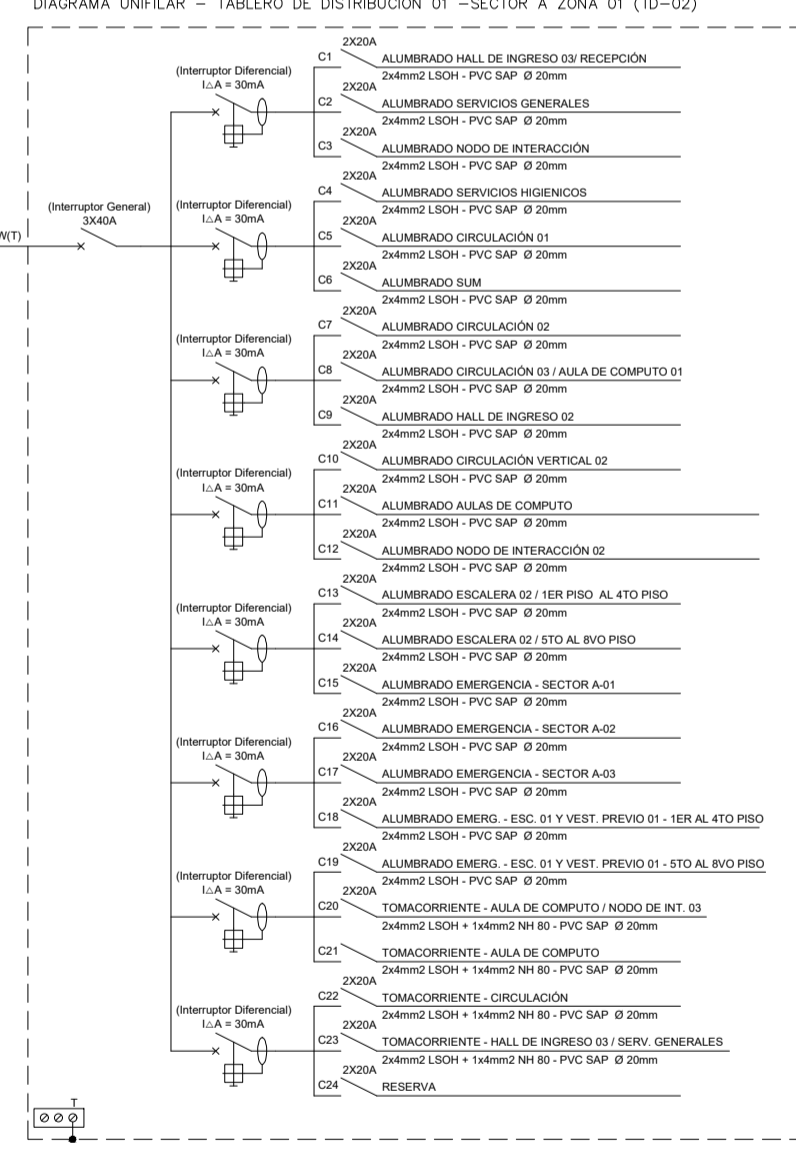 DIAGRAMA UNIFILAR – TABLERO DE DISTRIBUCION 01 –SECTOR A ZONA 01 (TD–02)
W(T)
(Interruptor General)
3X40A
(Interruptor Diferencial)
I△A = 30mA
C1
2X20A
ALUMBRADO HALL DE INGRESO 03/ RECEPCIÓN
2x4mm2 LSOH - PVC SAP Ø 20mm
C2
2X20A
ALUMBRADO SERVICIOS GENERALES
2x4mm2 LSOH - PVC SAP Ø 20mm
C3
2X20A
ALUMBRADO NODO DE INTERACCIÓN
2x4mm2 LSOH - PVC SAP Ø 20mm
(Interruptor Diferencial)
I△A = 30mA
C4
2X20A
ALUMBRADO SERVICIOS HIGIENICOS
2x4mm2 LSOH - PVC SAP Ø 20mm
C5
2X20A
ALUMBRADO CIRCULACIÓN 01
2x4mm2 LSOH - PVC SAP Ø 20mm
C6
2X20A
ALUMBRADO SUM
2x4mm2 LSOH - PVC SAP Ø 20mm
(Interruptor Diferencial)
I△A = 30mA
C7
2X20A
ALUMBRADO CIRCULACIÓN 02
2x4mm2 LSOH - PVC SAP Ø 20mm
C8
2X20A
ALUMBRADO CIRCULACIÓN 03 / AULA DE COMPUTO 01
2x4mm2 LSOH - PVC SAP Ø 20mm
C9
2X20A
ALUMBRADO HALL DE INGRESO 02
2x4mm2 LSOH - PVC SAP Ø 20mm
(Interruptor Diferencial)
I△A = 30mA
C10
2X20A
ALUMBRADO CIRCULACIÓN VERTICAL 02
2x4mm2 LSOH - PVC SAP Ø 20mm
C11
2X20A
ALUMBRADO AULAS DE COMPUTO
2x4mm2 LSOH - PVC SAP Ø 20mm
C12
2X20A
ALUMBRADO NODO DE INTERACCIÓN 02
2x4mm2 LSOH - PVC SAP Ø 20mm
(Interruptor Diferencial)
I△A = 30mA
C13
2X20A
ALUMBRADO ESCALERA 02 / 1ER PISO AL 4TO PISO
2x4mm2 LSOH - PVC SAP Ø 20mm
C14
2X20A
ALUMBRADO ESCALERA 02 / 5TO AL 8VO PISO
2x4mm2 LSOH - PVC SAP Ø 20mm
C15
2X20A
ALUMBRADO EMERGENCIA - SECTOR A-01
2x4mm2 LSOH - PVC SAP Ø 20mm
(Interruptor Diferencial)
I△A = 30mA
C16
2X20A
ALUMBRADO EMERGENCIA - SECTOR A-02
2x4mm2 LSOH - PVC SAP Ø 20mm
C17
2X20A
ALUMBRADO EMERGENCIA - SECTOR A-03
2x4mm2 LSOH - PVC SAP Ø 20mm
C18
2X20A
ALUMBRADO EMERG. - ESC. 01 Y VEST. PREVIO 01 - 1ER AL 4TO PISO
2x4mm2 LSOH - PVC SAP Ø 20mm
(Interruptor Diferencial)
I△A = 30mA
C19
2X20A
ALUMBRADO EMERG. - ESC. 01 Y VEST. PREVIO 01 - 5TO AL 8VO PISO
2x4mm2 LSOH - PVC SAP Ø 20mm
C20
2X20A
TOMACORRIENTE - AULA DE COMPUTO / NODO DE INT. 03
2x4mm2 LSOH + 1x4mm2 NH 80 - PVC SAP Ø 20mm
C21
TOMACORRIENTE - AULA DE COMPUTO
2x4mm2 LSOH + 1x4mm2 NH 80 - PVC SAP Ø 20mm
(Interruptor Diferencial)
I△A = 30mA
C22
2X20A
TOMACORRIENTE - CIRCULACIÓN
2x4mm2 LSOH + 1x4mm2 NH 80 - PVC SAP Ø 20mm
C23
2X20A
TOMACORRIENTE - HALL DE INGRESO 03 / SERV. GENERALES
2x4mm2 LSOH + 1x4mm2 NH 80 - PVC SAP Ø 20mm
C24
2X20A
RESERVA
T